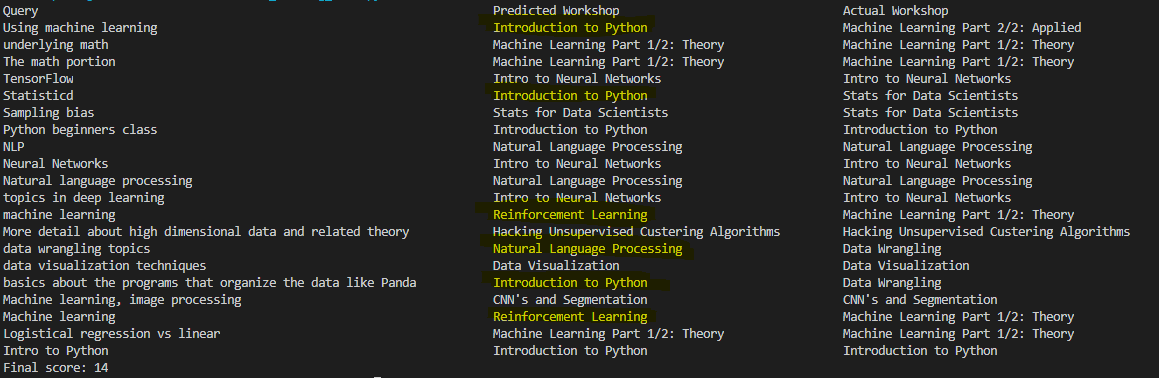 Query Predicted Workshop Actual Workshop
Using machine learning Introduction to Python Machine Learning Part 2/2: Applied
underlying math Machine Learning Part 1/2: Theory Machine Learning Part 1/2: Theory
The math portion Machine Learning Part 1/2: Theory Machine Learning Part 1/2: Theory
TensorFlow Intro to Neural Networks Intro to Neural Networks
Statisticd Introduction to Python Stats for Data Scientists
Sampling bias Stats for Data Scientists Stats for Data Scientists
Python beginners class Introduction to Python Introduction to Python
NLP Natural Language Processing Natural Language Processing
Neural Networks Intro to Neural Networks Intro to Neural Networks
Natural language processing Natural Language Processing Natural Language Processing
topics in deep learning Intro to Neural Networks Intro to Neural Networks
machine learning Reinforcement Learning Machine Learning Part 1/2: Theory
More detail about high dimensional data and related theory Hacking Unsupervised Custering Algorithms Hacking Unsupervised Custering Algorithms
data wrangling topics Natural Language Processing Data Wrangling
data visualization techniques Data Visualization Data Visualization
basics about the programs that organize the data like Panda Introduction to Python Data Wrangling
Machine learning, image processing CNN's and Segmentation CNN's and Segmentation
Machine learning Reinforcement Learning Machine Learning Part 1/2: Theory
Logistical regression vs linear Machine Learning Part 1/2: Theory Machine Learning Part 1/2: Theory
Intro to Python Introduction to Python Introduction to Python
Final score: 14